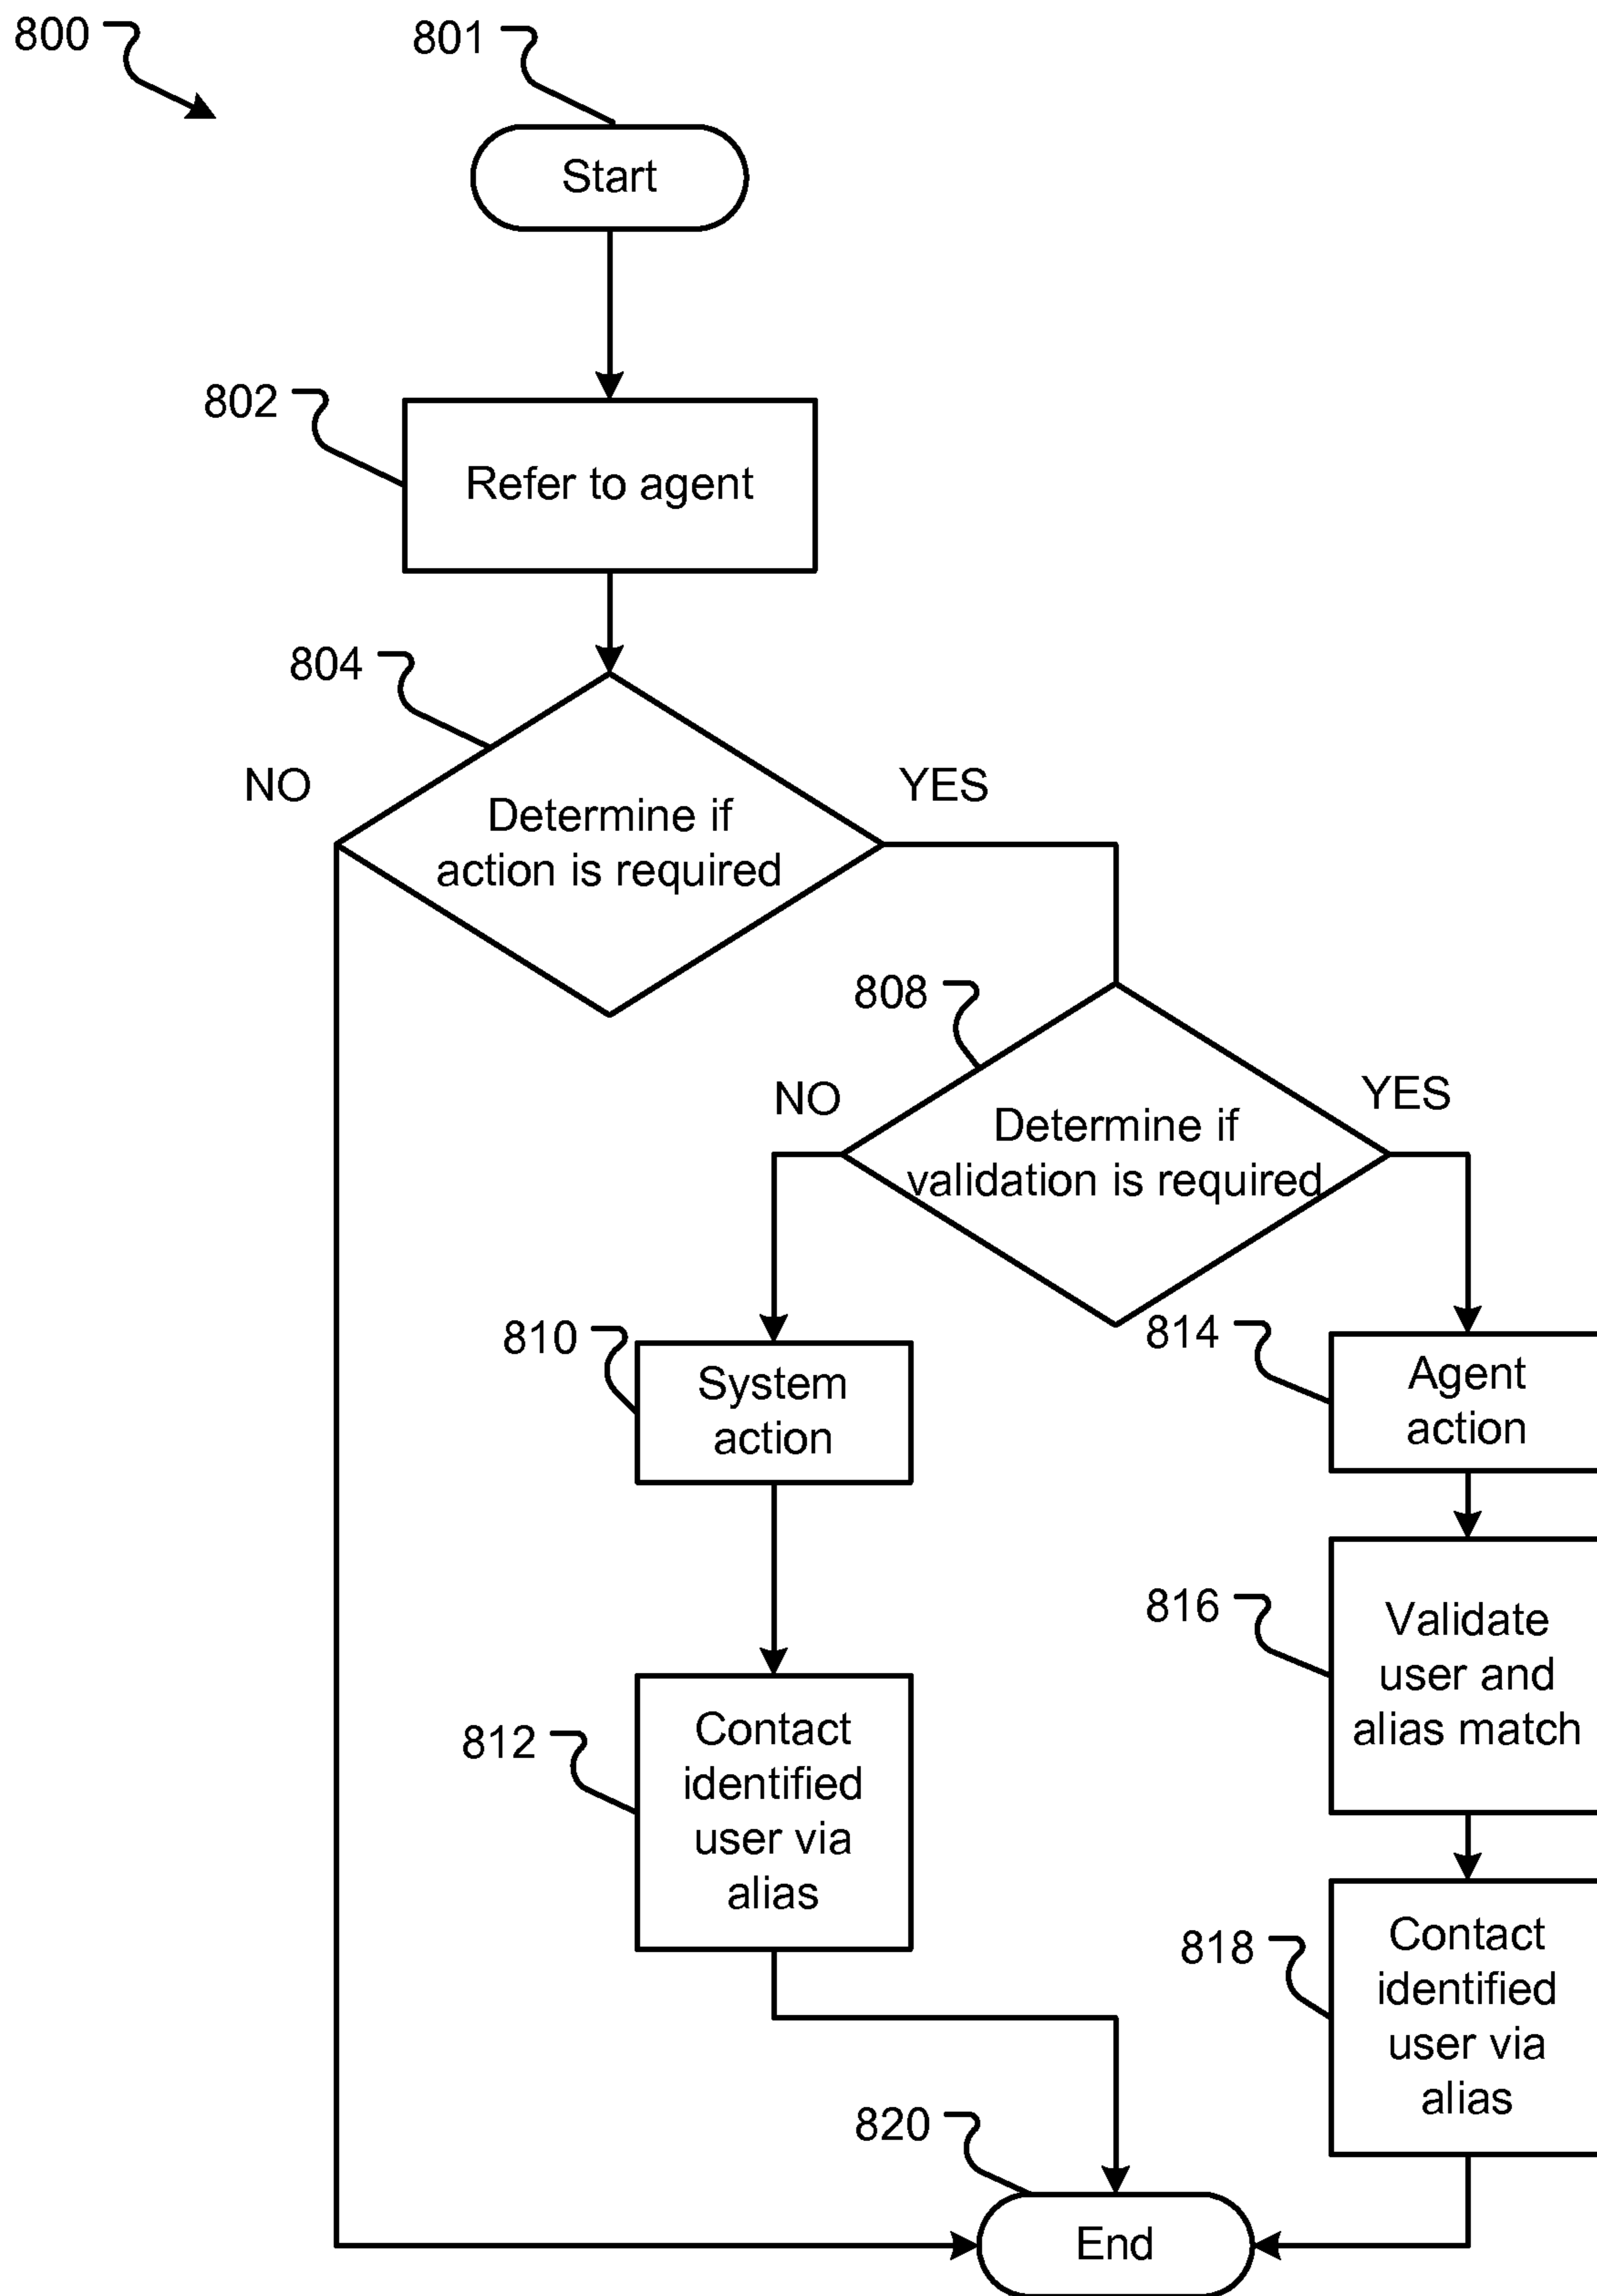 800
801
Start
802
Refer to agent
804
NO
YES
Determine if
action is required
808
NO
YES
Determine if
validation is required
810
System
action
814
Agent
action
816
Validate
user and
alias match
812
Contact
identified
user via
alias
818
Contact
identified
user via
alias
820
End